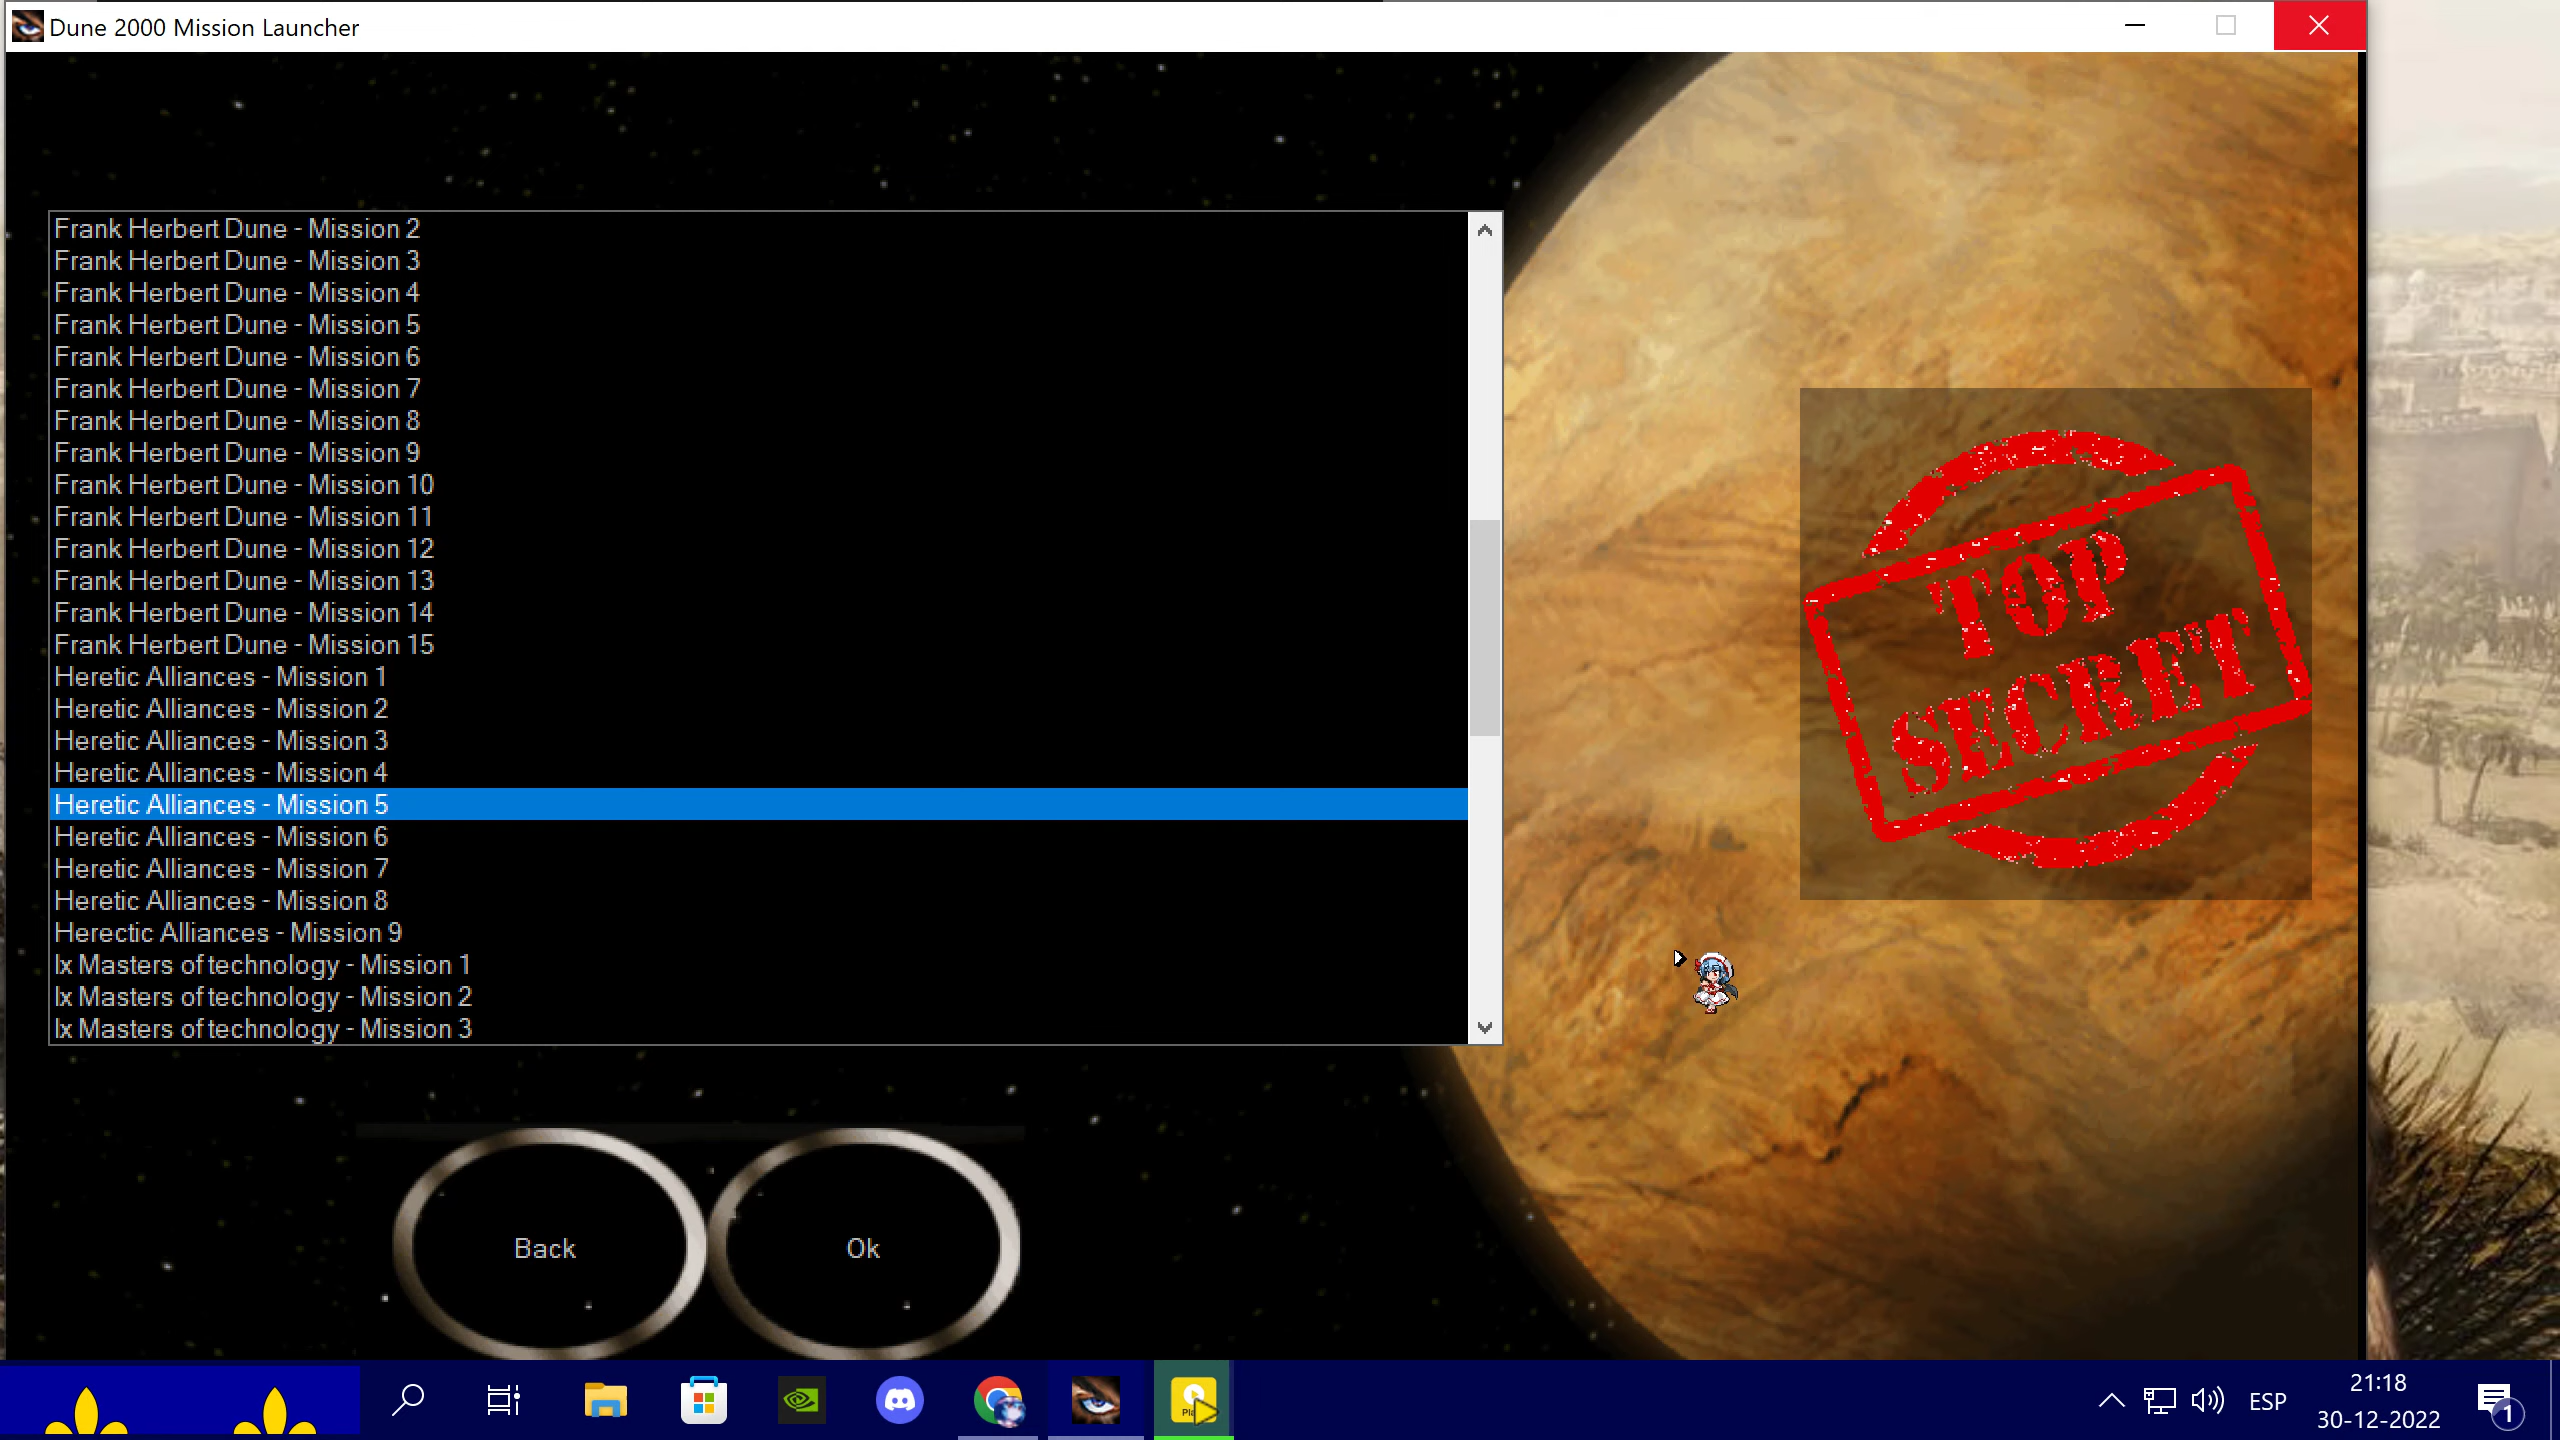 Dune 2000 Mission Launcher
Frank Herbert Dune - Mission 2
Frank Herbert Dune - Mission 3
Frank Herbert Dune - Mission 4
Frank Herbert Dune - Mission 5
Frank Herbert Dune - Mission 6
Frank Herbert Dune - Mission 7
Frank Herbert Dune - Mission 8
Frank Herbert Dune - Mission 9
Frank Herbert Dune - Mission 10
Frank Herbert Dune - Mission 11
Frank Herbert Dune - Mission 12
Frank Herbert Dune - Mission 13
Frank Herbert Dune - Mission 14
Frank Herbert Dune - Mission 15
Heretic Alliances - Mission 1
Heretic Alliances - Mission 2
Heretic Alliances - Mission 3
Heretic Alliances - Mission 4
Heretic Alliances - Mission 5
Heretic Alliances - Mission 6
Heretic Alliances - Mission 7
Heretic Alliances - Mission 8
Herectic Alliances - Mission 9
Ix Masters of technology - Mission 1
Ix Masters of technology - Mission 2
Ix Masters of technology - Mission 3
TOP
SECRET
Back
Ok
ESP
21:18
30-12-2022
1